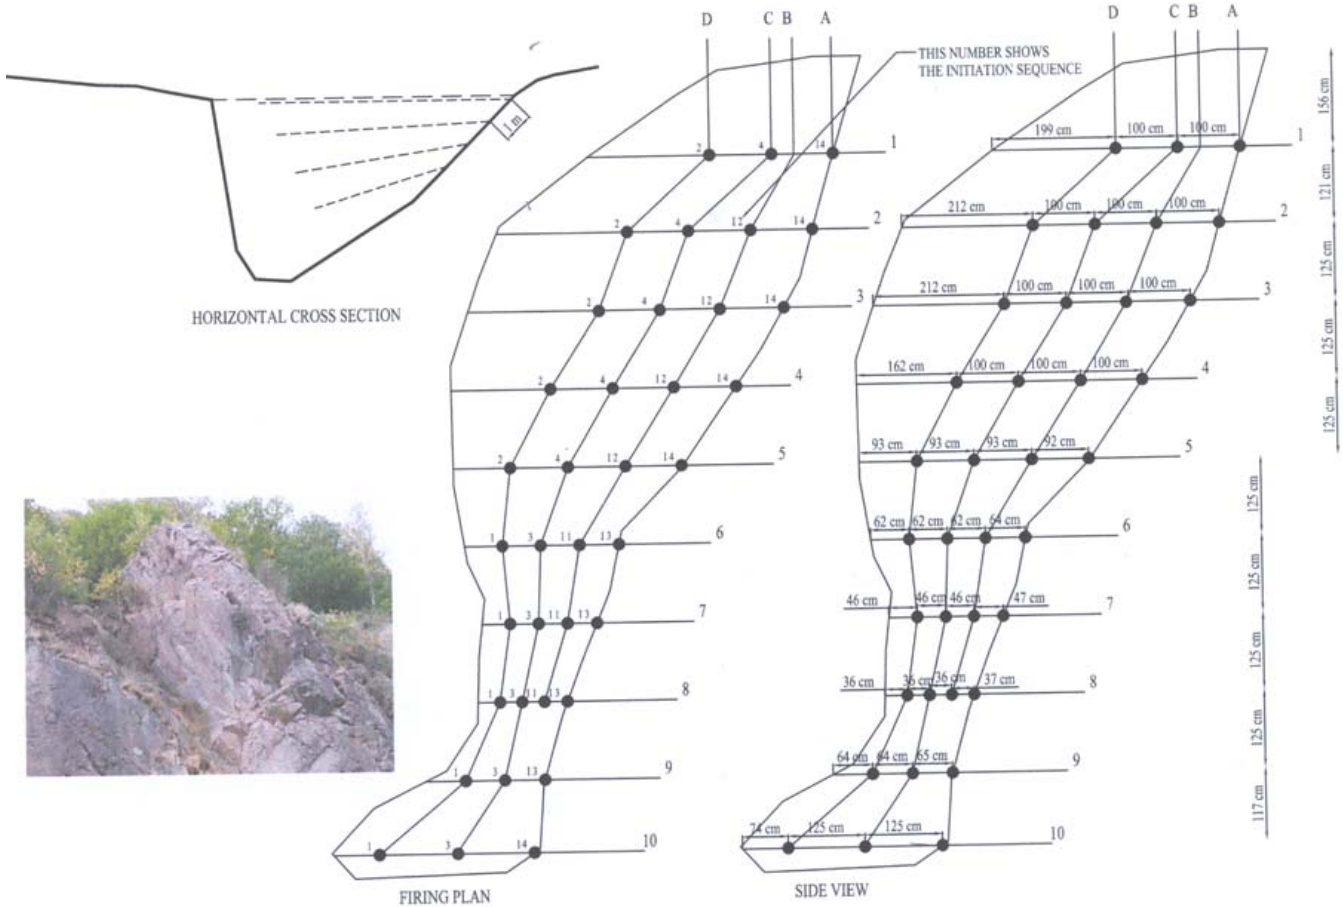 D C B A
THIS NUMBER SHOWS
THE INITIATION SEQUENCE
1 m
HORIZONTAL CROSS SECTION
2 4 14 1
2 4 12 14 2
2 4 12 14 3
2 4 12 14 4
2 4 12 14 5
1 3 11 13 6
1 3 11 13 7
1 3 11 13 8
1 3 13 9
1 3 14 10
FIRING PLAN
D C B A
156 cm
199 cm 100 cm 100 cm 1
121 cm
212 cm 100 cm 100 cm 100 cm 2
125 cm
212 cm 100 cm 100 cm 100 cm 3
125 cm
162 cm 100 cm 100 cm 100 cm 4
125 cm
93 cm 93 cm 93 cm 92 cm 5
125 cm
62 cm 62 cm 62 cm 64 cm 6
125 cm
46 cm 46 cm 46 cm 47 cm 7
125 cm
36 cm 36 cm 36 cm 37 cm 8
125 cm
64 cm 64 cm 65 cm 9
117 cm
74 cm 125 cm 125 cm 10
SIDE VIEW